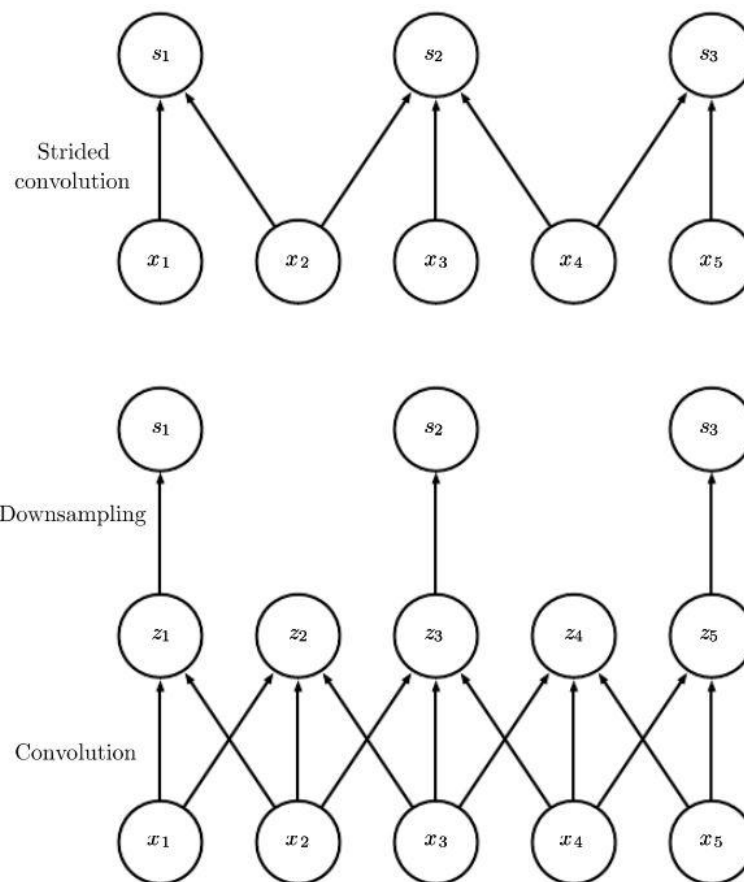 s1 s2 s3
Strided
convolution
x1 x2 x3 x4 x5
s1 s2 s3
Downsampling
z1 z2 z3 z4 z5
Convolution
x1 x2 x3 x4 x5